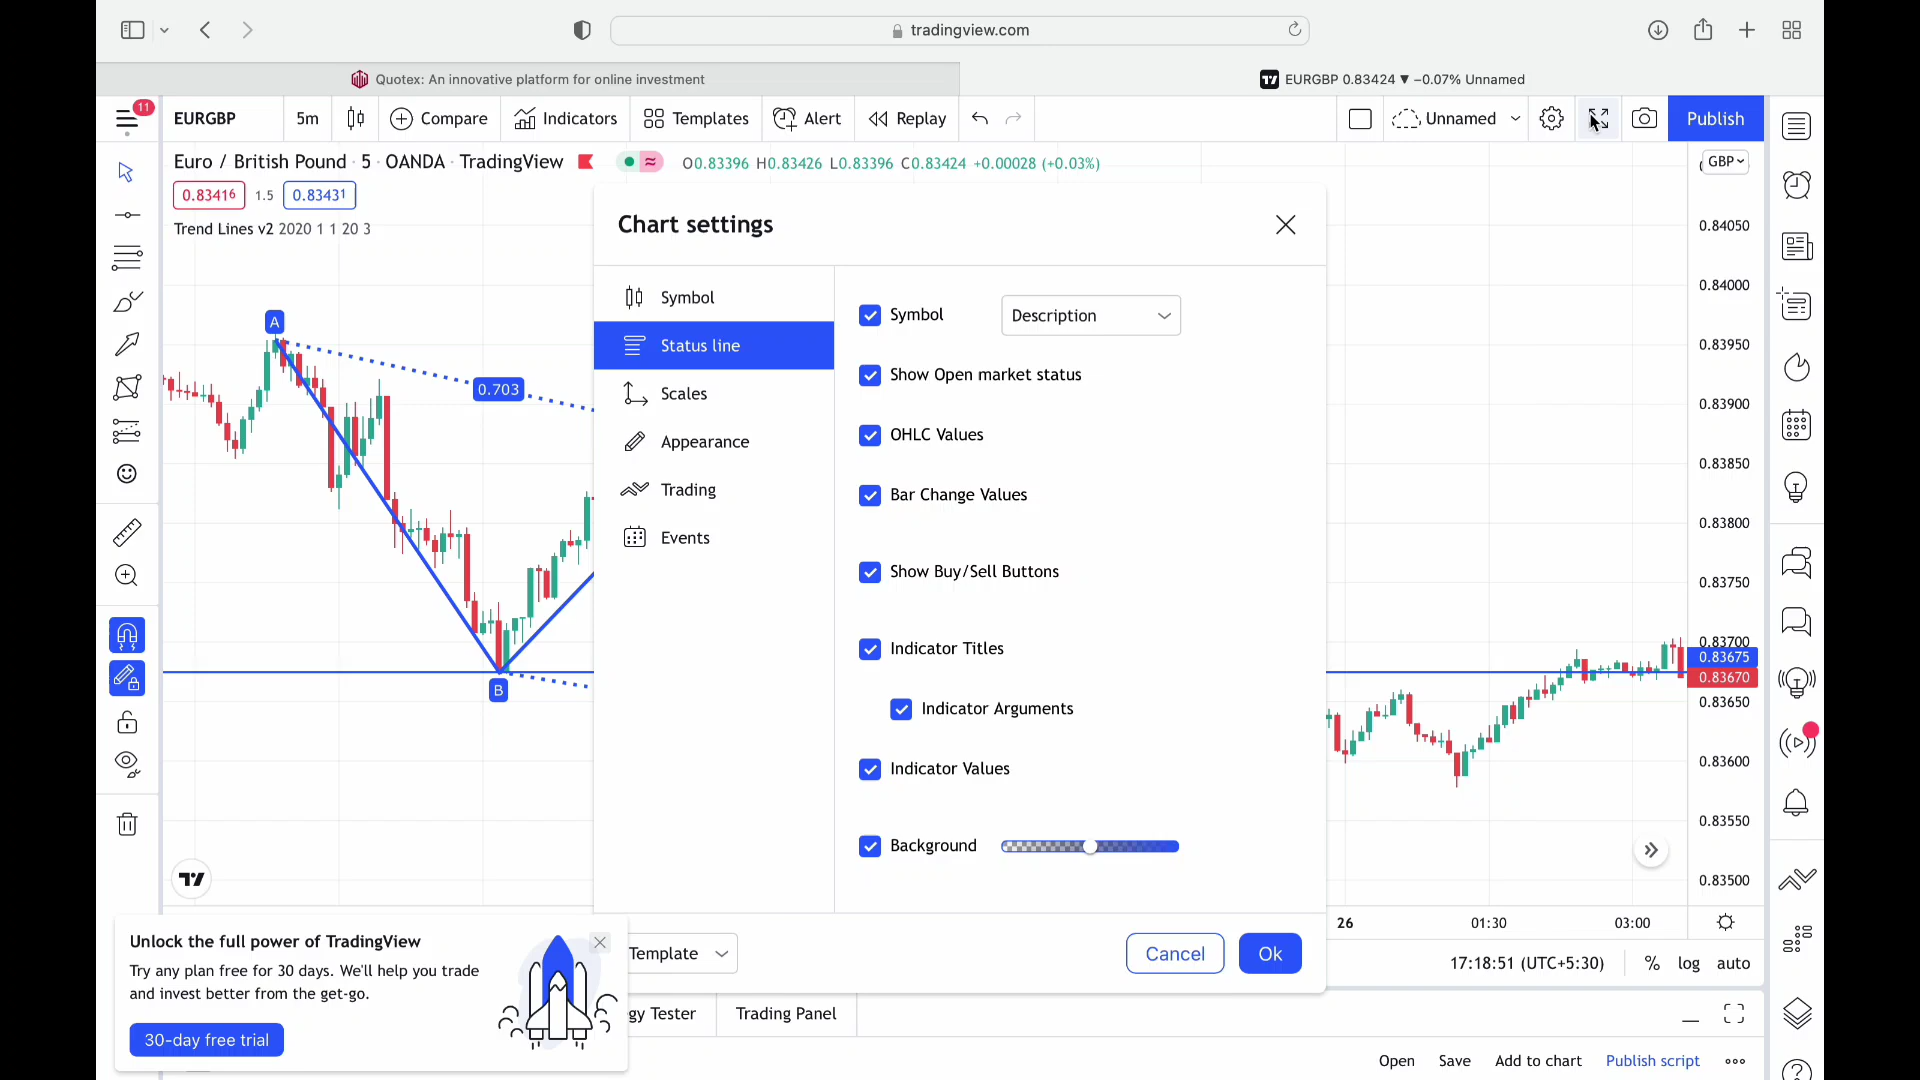 tradingview.com
Quotex: An innovative platform for online investment
EURGBP 0.83424 ▼ −0.07% Unnamed
11
EURGBP
5m
Compare
Indicators
Templates
Alert
Replay
Unnamed
Publish
Euro / British Pound · 5 · OANDA · TradingView
O0.83396 H0.83426 L0.83396 C0.83424 +0.00028 (+0.03%)
GBP
0.83416
1.5
0.83431
Trend Lines v2 2020 1 1 20 3
Chart settings
Symbol
Status line
Scales
Appearance
Trading
Events
Symbol
Description
Show Open market status
OHLC Values
Bar Change Values
Show Buy/Sell Buttons
Indicator Titles
Indicator Arguments
Indicator Values
Background
Template
Cancel
Ok
A
0.703
B
0.84050
0.84000
0.83950
0.83900
0.83850
0.83800
0.83750
0.83700
0.83675
0.83670
0.83650
0.83600
0.83550
0.83500
26
01:30
03:00
17:18:51 (UTC+5:30)
%
log
auto
Unlock the full power of TradingView
Try any plan free for 30 days. We'll help you trade
and invest better from the get-go.
30-day free trial
gy Tester
Trading Panel
Open
Save
Add to chart
Publish script